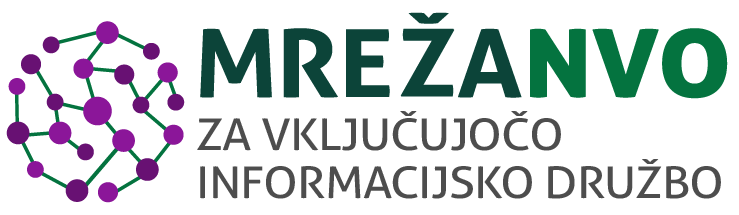 MREŽANVO
ZA VKLJUČUJOČO
INFORMACIJSKO DRUŽBO